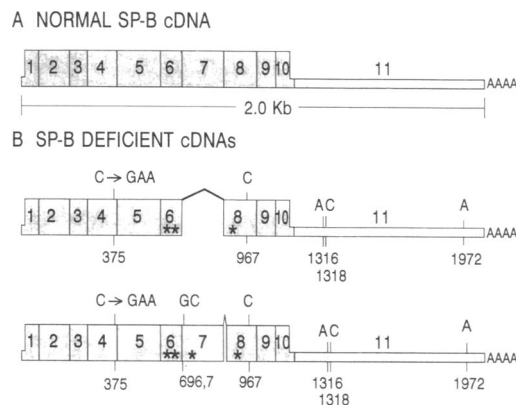 A NORMAL SP-B cDNA
1 2 3 4 5 6 7 8 9 10 11 AAAA
2.0 Kb
B SP-B DEFICIENT cDNAs
C → GAA C
1 2 3 4 5 6 ** 8 * 9 10 AC 11 A AAAA
375 967 1316 1972
1318
C → GAA GC C
1 2 3 4 5 6 ** 7 * 8 * 9 10 AC 11 A AAAA
375 696,7 967 1316 1972
1318